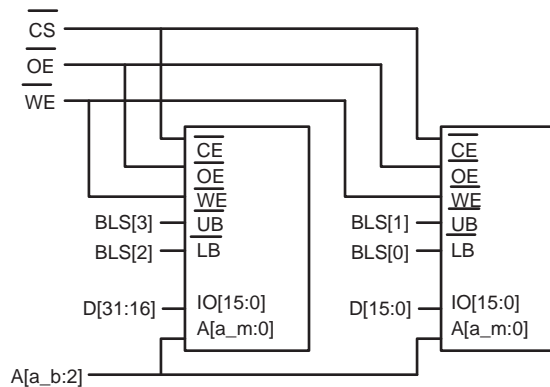 CS
OE
WE
CE
OE
WE
BLS[3] UB
BLS[2] LB
D[31:16] IO[15:0]
A[a_m:0]
CE
OE
WE
BLS[1] UB
BLS[0] LB
D[15:0] IO[15:0]
A[a_m:0]
A[a_b:2]